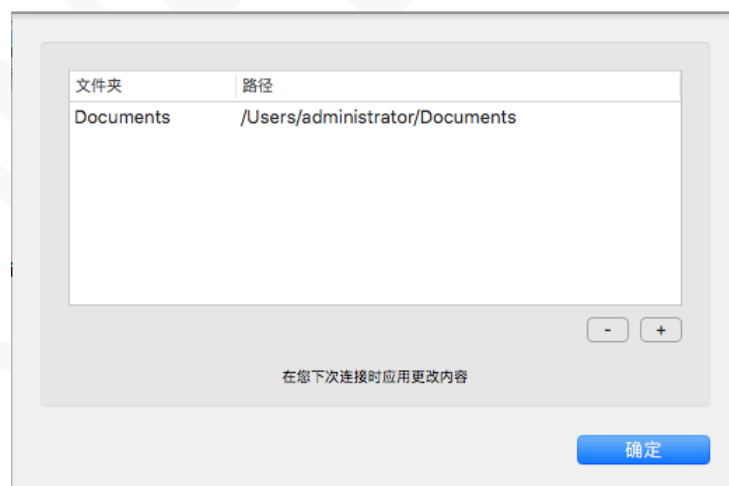 文件夹 路径
Documents /Users/administrator/Documents
- +
在您下次连接时应用更改内容
确定